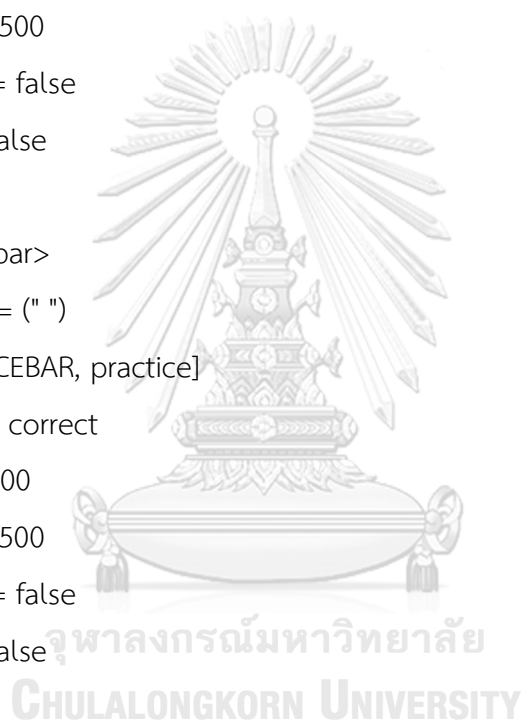 500
= false
alse
bar>
= (" ")
CEBAR, practice]
correct
00
500
= false
alse
จุฬาลงกรณ์มหาวิทยาลัย
CHULALONGKORN UNIVERSITY